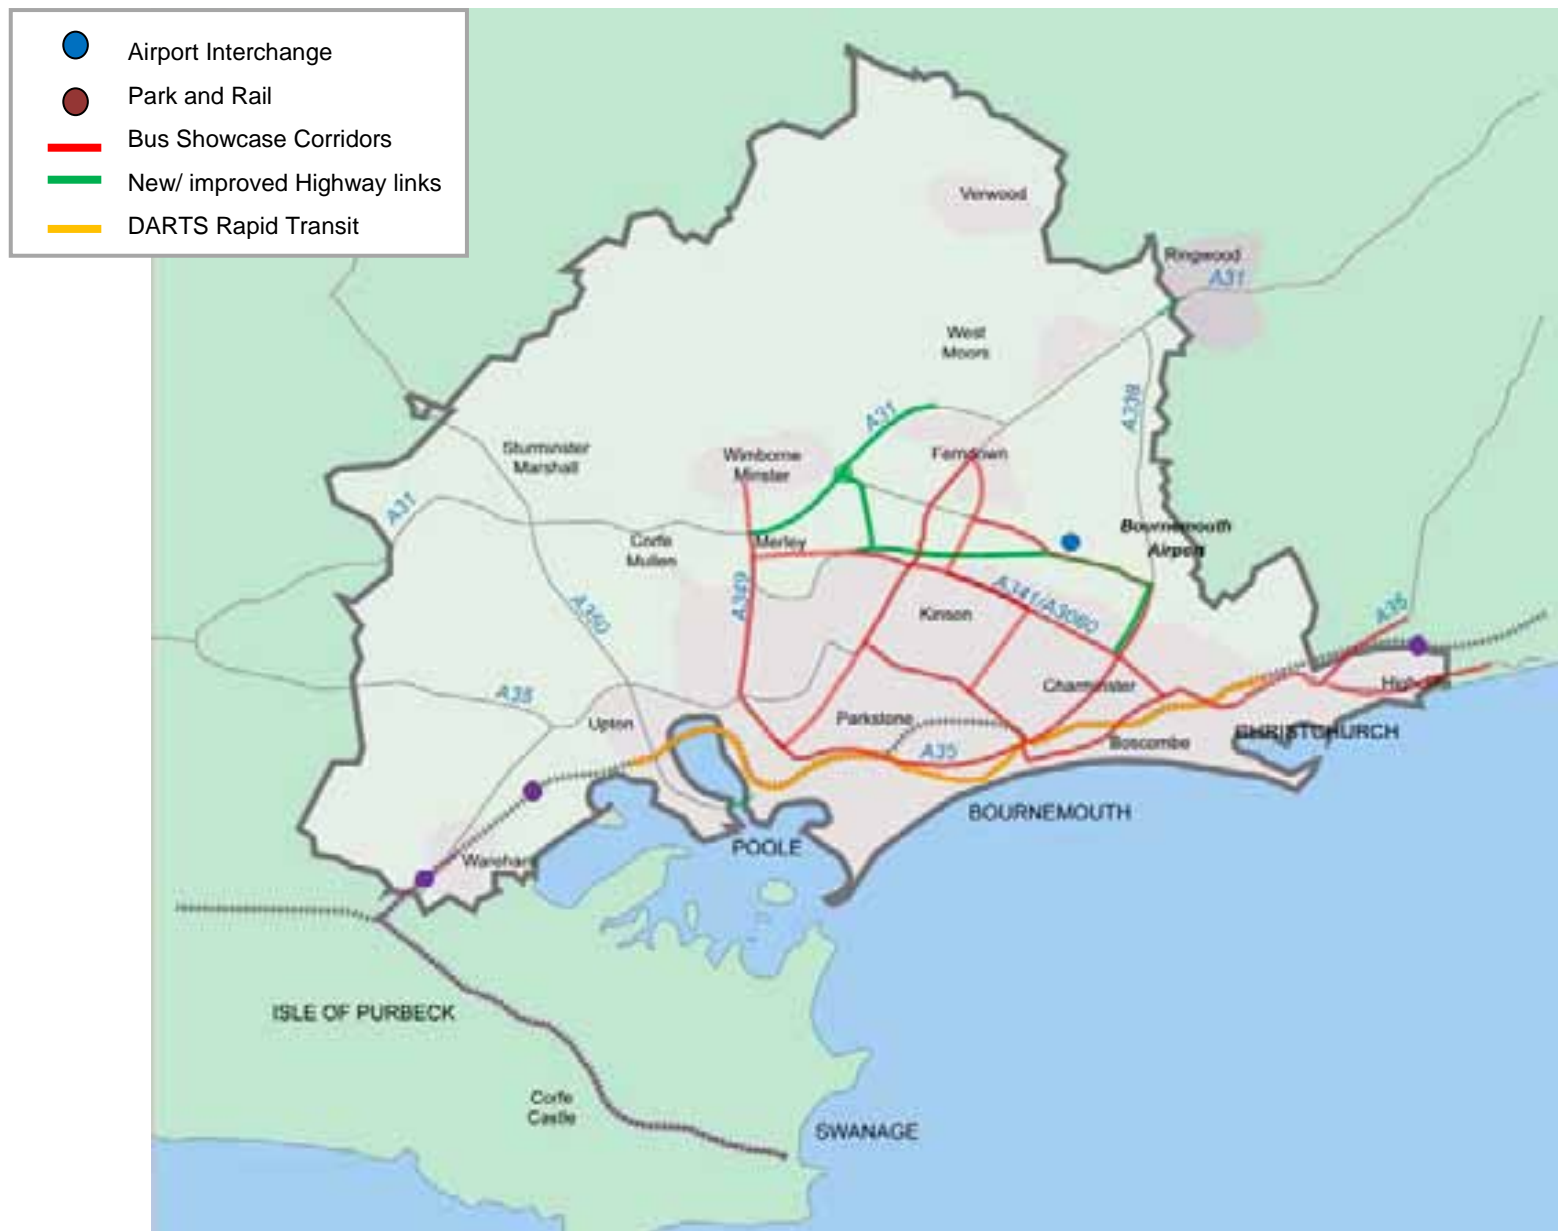 Airport Interchange
Park and Rail
Bus Showcase Corridors
New/ improved Highway links
DARTS Rapid Transit
Verwood
Ringwood
A31
West
Moors
A338
A31
Sturminster
Marshall
Wimborne
Minster
Ferndown
A31
Bournemouth
Airport
Corfe
Mullen
Merley
A349
A341/A3060
A350
Kinson
A35
A35
Charminster
Upton
Parkstone
A35
Boscombe
CHRISTCHURCH
BOURNEMOUTH
POOLE
Wareham
ISLE OF PURBECK
Corfe
Castle
SWANAGE